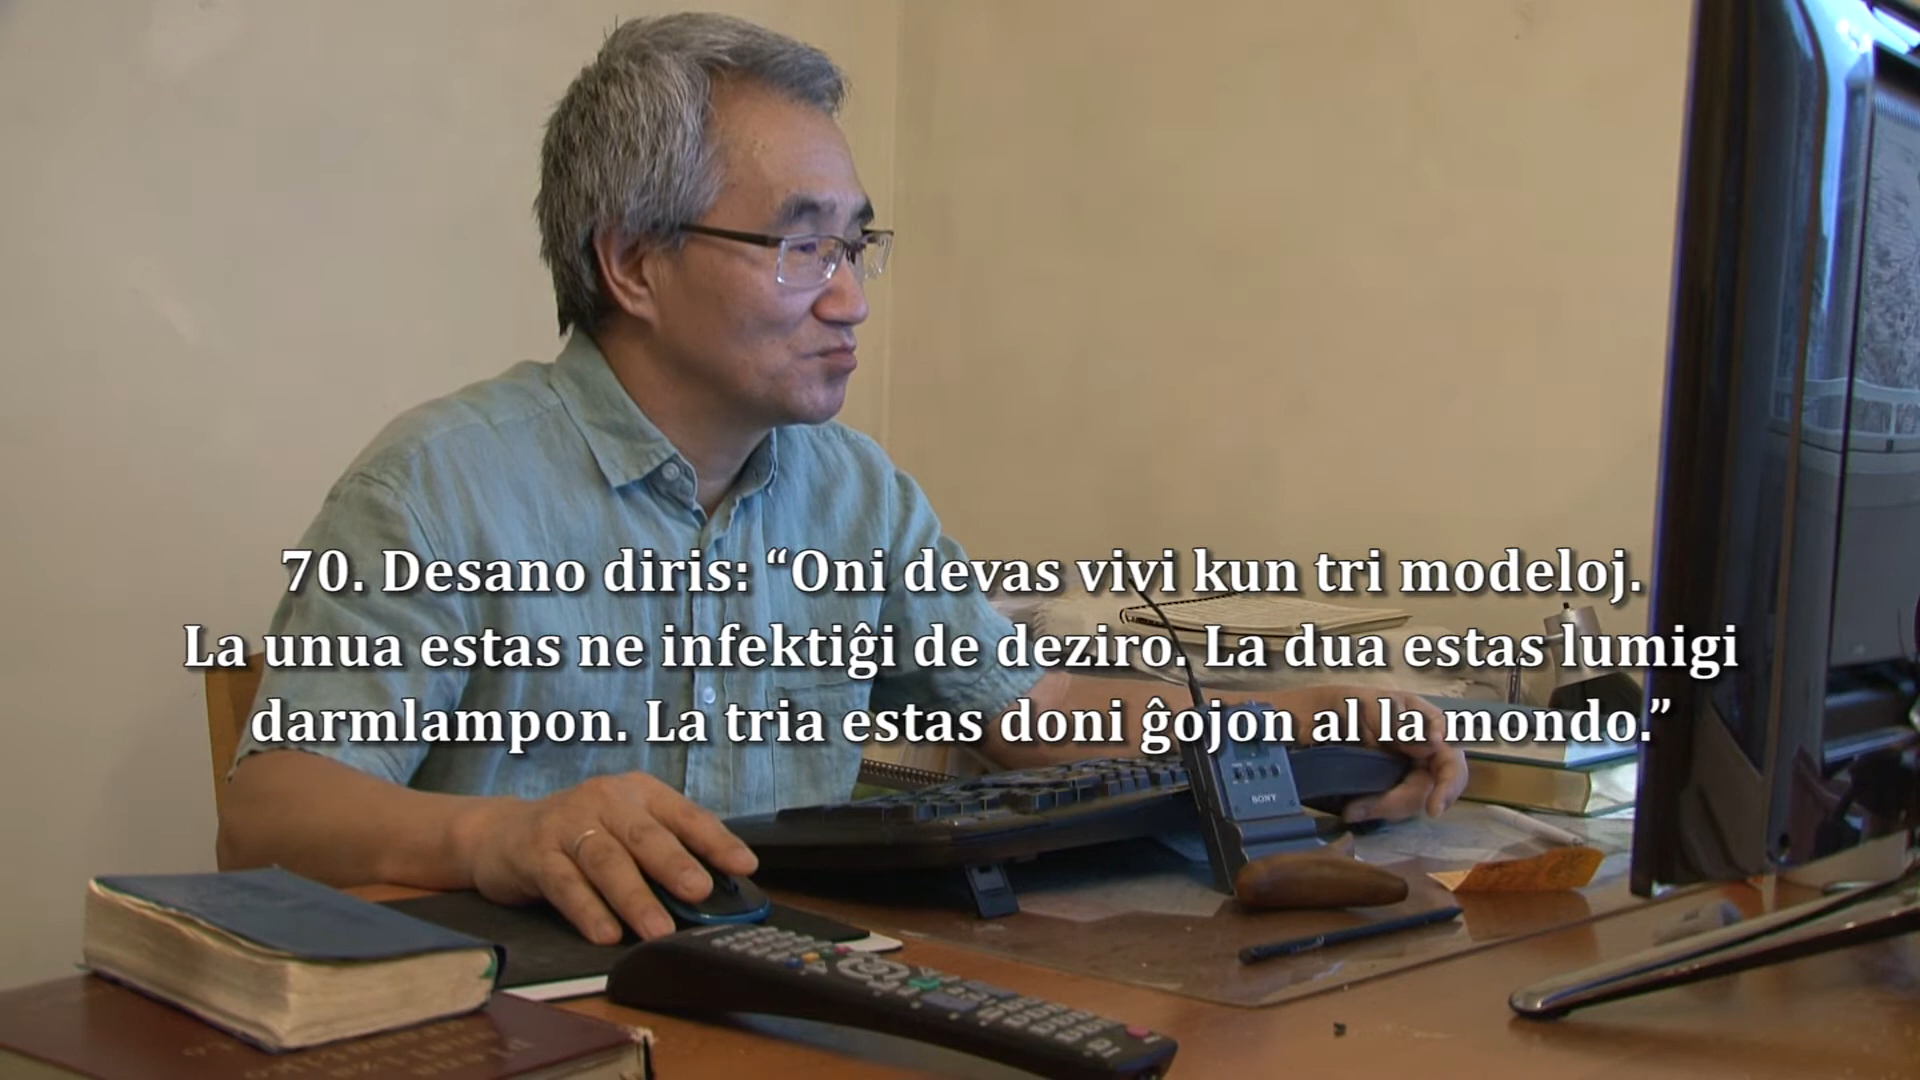 70. Desano diris: “Oni devas vivi kun tri modeloj.
La unua estas ne infektiĝi de deziro. La dua estas lumigi
darmlampon. La tria estas doni ĝojon al la mondo.”
SONY